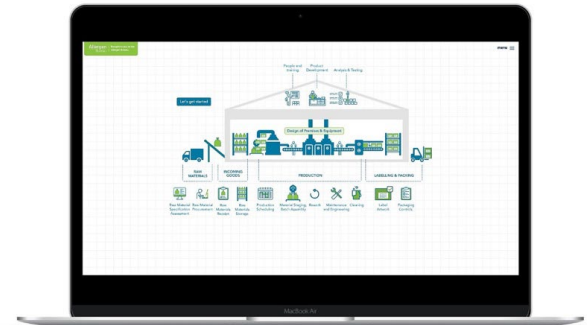 menu
People and
training
Product
Development
Analysis & Testing
Let's get started
Design of Premises & Equipment
RAW
MATERIALS
INCOMING
GOODS
PRODUCTION
LABELLING & PACKING
Raw Material
Specification
Assessment
Raw Material
Procurement
Raw
Materials
Receipt
Raw
Materials
Storage
Production
Scheduling
Material Staging
Batch Assembly
Rework
Maintenance
and Engineering
Cleaning
Label
Artwork
Packaging
Controls
MacBook Air